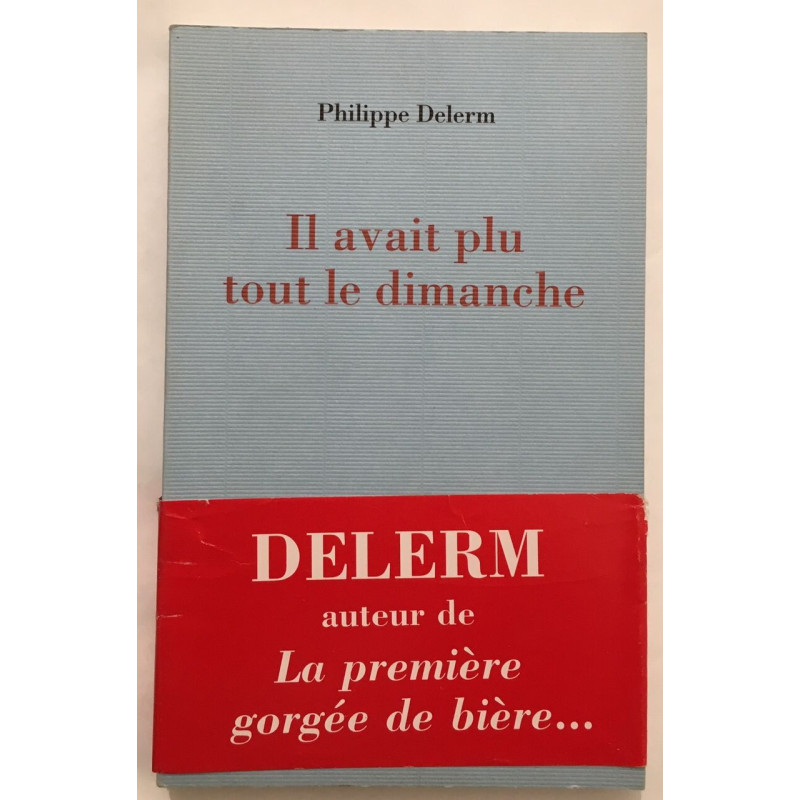 Philippe Delerm
Il avait plu
tout le dimanche
DELERM
auteur de
La première
gorgée de bière...